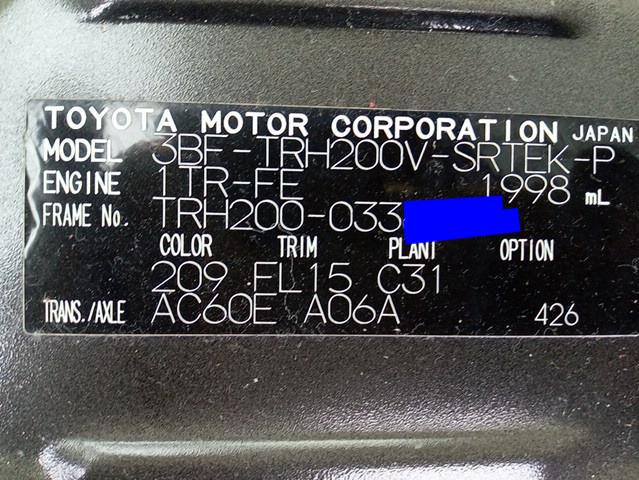 TOYOTA MOTOR CORPORATION JAPAN
MODEL 3BF-TRH200V-SRTEK-P
ENGINE 1TR-FE 1998 mL
FRAME No. TRH200-033
COLOR TRIM PLANT OPTION
209 FL15 C31
TRANS./AXLE AC60E A06A 426